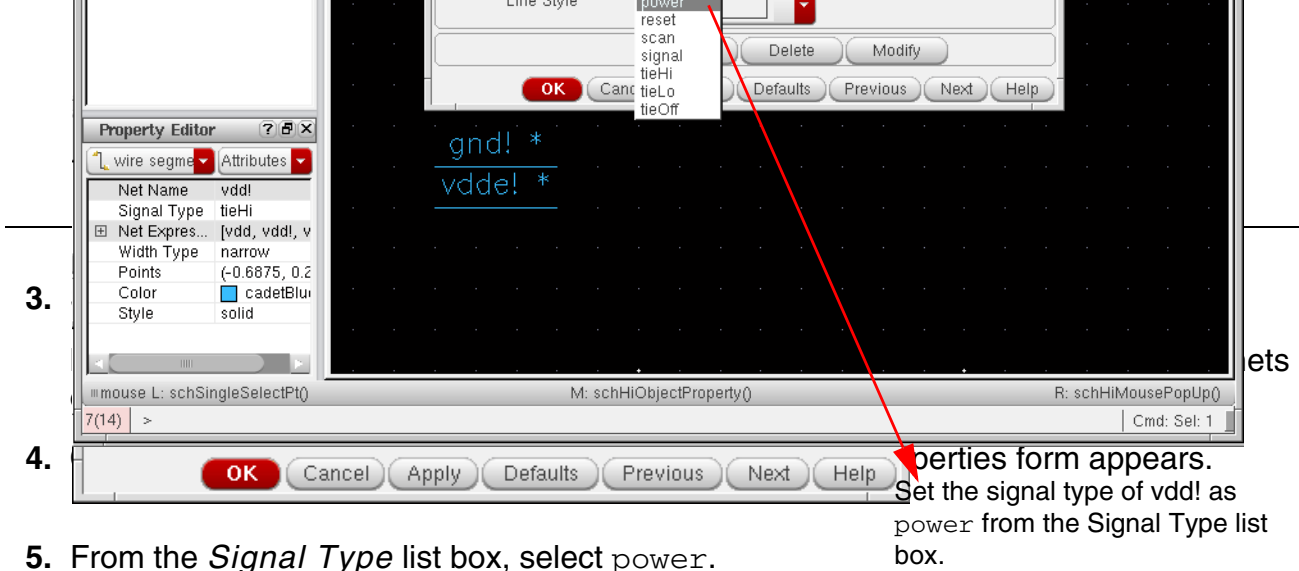 Line Style
power
reset
scan
signal
tieHi
tieLo
tieOff
Delete Modify
OK Defaults Previous Next Help
Property Editor
wire segme Attributes
Net Name vdd!
Signal Type tieHi
Net Expres... [vdd, vdd!, v
Width Type narrow
Points (-0.6875, 0.2
Color cadetBlu
Style solid
gnd! *
vdde! *
3.
nets
mouse L: schSingleSelectPt() M: schHiObjectProperty() R: schHiMousePopUp()
7(14) > Cmd: Sel: 1
4. perties form appears.
OK Cancel Apply Defaults Previous Next Help
Set the signal type of vdd! as
power from the Signal Type list
box.
5. From the Signal Type list box, select power.